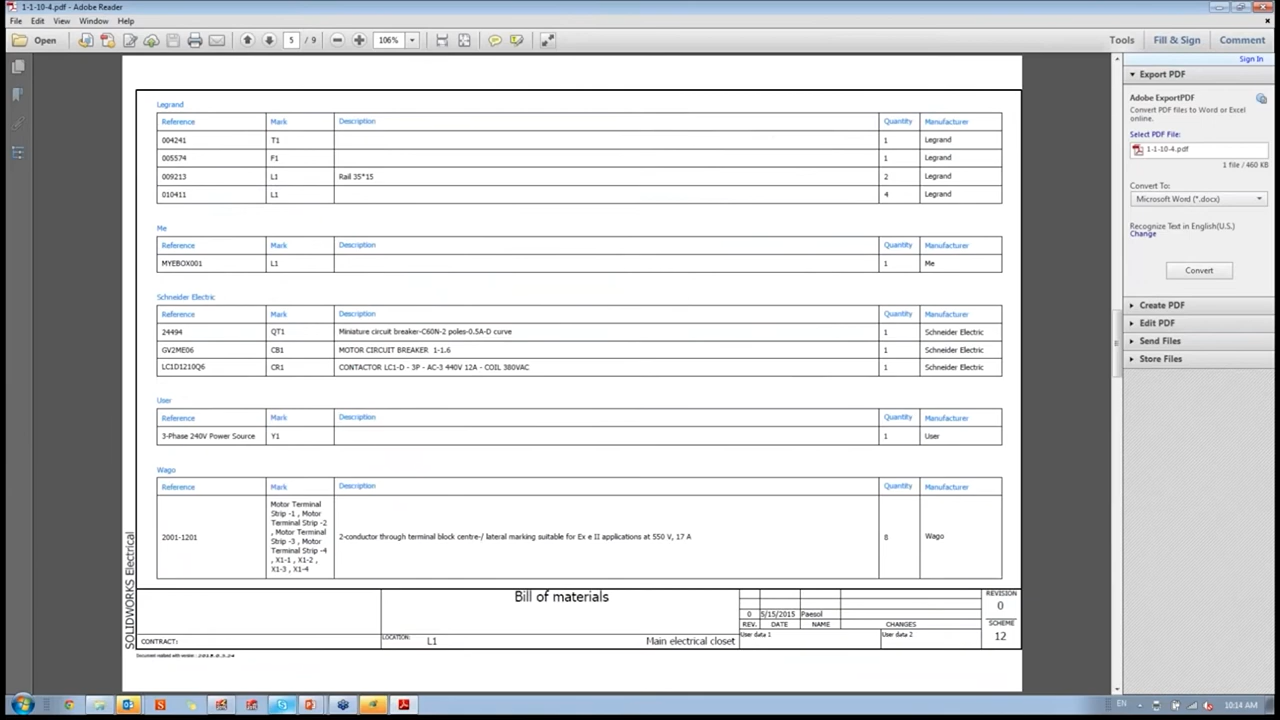 1-1-10-4.pdf - Adobe Reader
File Edit View Window Help
Open 5 / 9 106% Tools Fill & Sign Comment
Sign In
Export PDF
Adobe ExportPDF
Convert PDF files to Word or Excel
online.
Select PDF File:
1-1-10-4.pdf
1 file / 460 KB
Convert To:
Microsoft Word (*.docx)
Recognize Text in English(U.S.)
Change
Convert
Create PDF
Edit PDF
Send Files
Store Files
Legrand
Reference Mark Description Quantity Manufacturer
004241 T1 1 Legrand
005574 F1 1 Legrand
009213 L1 Rail 35*15 2 Legrand
010411 L1 4 Legrand
Me
Reference Mark Description Quantity Manufacturer
MYEBOX001 L1 1 Me
Schneider Electric
Reference Mark Description Quantity Manufacturer
24494 QT1 Miniature circuit breaker-C60N-2 poles-0.5A-D curve 1 Schneider Electric
GV2ME06 CB1 MOTOR CIRCUIT BREAKER 1-1.6 1 Schneider Electric
LC1D1210Q6 CR1 CONTACTOR LC1-D - 3P - AC-3 440V 12A - COIL 380VAC 1 Schneider Electric
User
Reference Mark Description Quantity Manufacturer
3-Phase 240V Power Source Y1 1 User
Wago
Reference Mark Description Quantity Manufacturer
Motor Terminal
Strip -1 , Motor
Terminal Strip -2
, Motor Terminal
Strip -3 , Motor
Terminal Strip -4
, X1-1 , X1-2 ,
X1-3 , X1-4
2001-1201 2-conductor through terminal block centre-/ lateral marking suitable for Ex e II applications at 550 V, 17 A 8 Wago
SOLIDWORKS Electrical
Bill of materials
REVISION
0
0 5/15/2015 Paesol
REV. DATE NAME CHANGES
SCHEME
12
CONTRACT:
LOCATION: L1 Main electrical closet
User data 1 User data 2
Document realized with version :
EN 10:14 AM